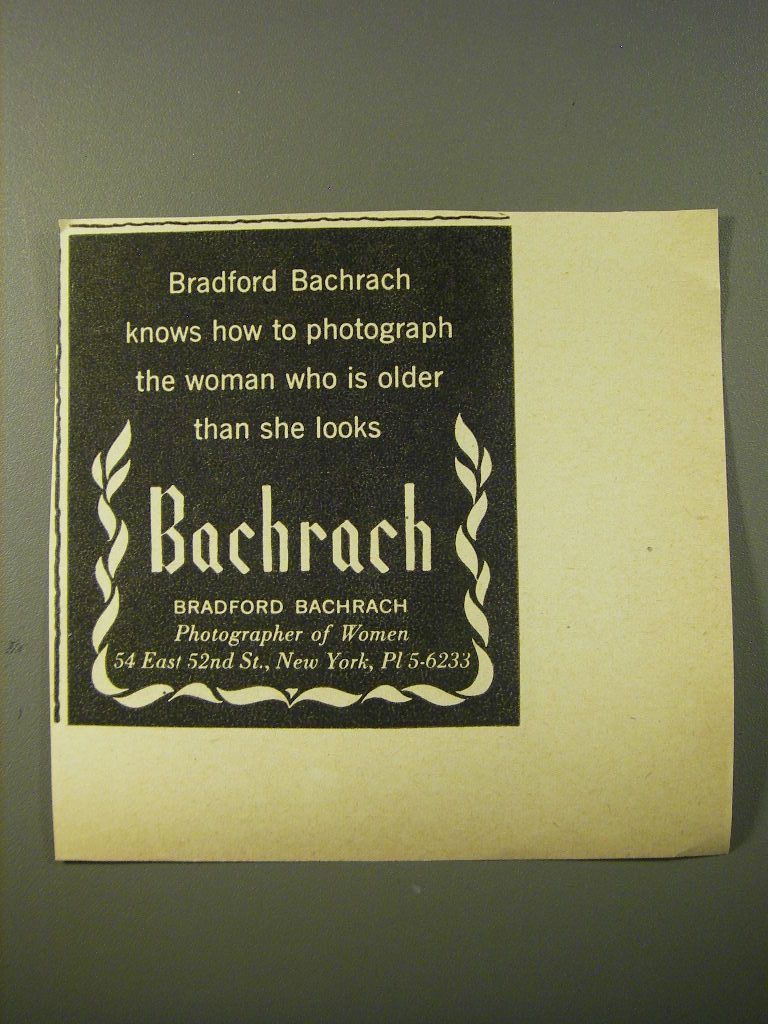 Bradford Bachrach
knows how to photograph
the woman who is older
than she looks
Bachrach
BRADFORD BACHRACH
Photographer of Women
54 East 52nd St., New York, Pl 5-6233